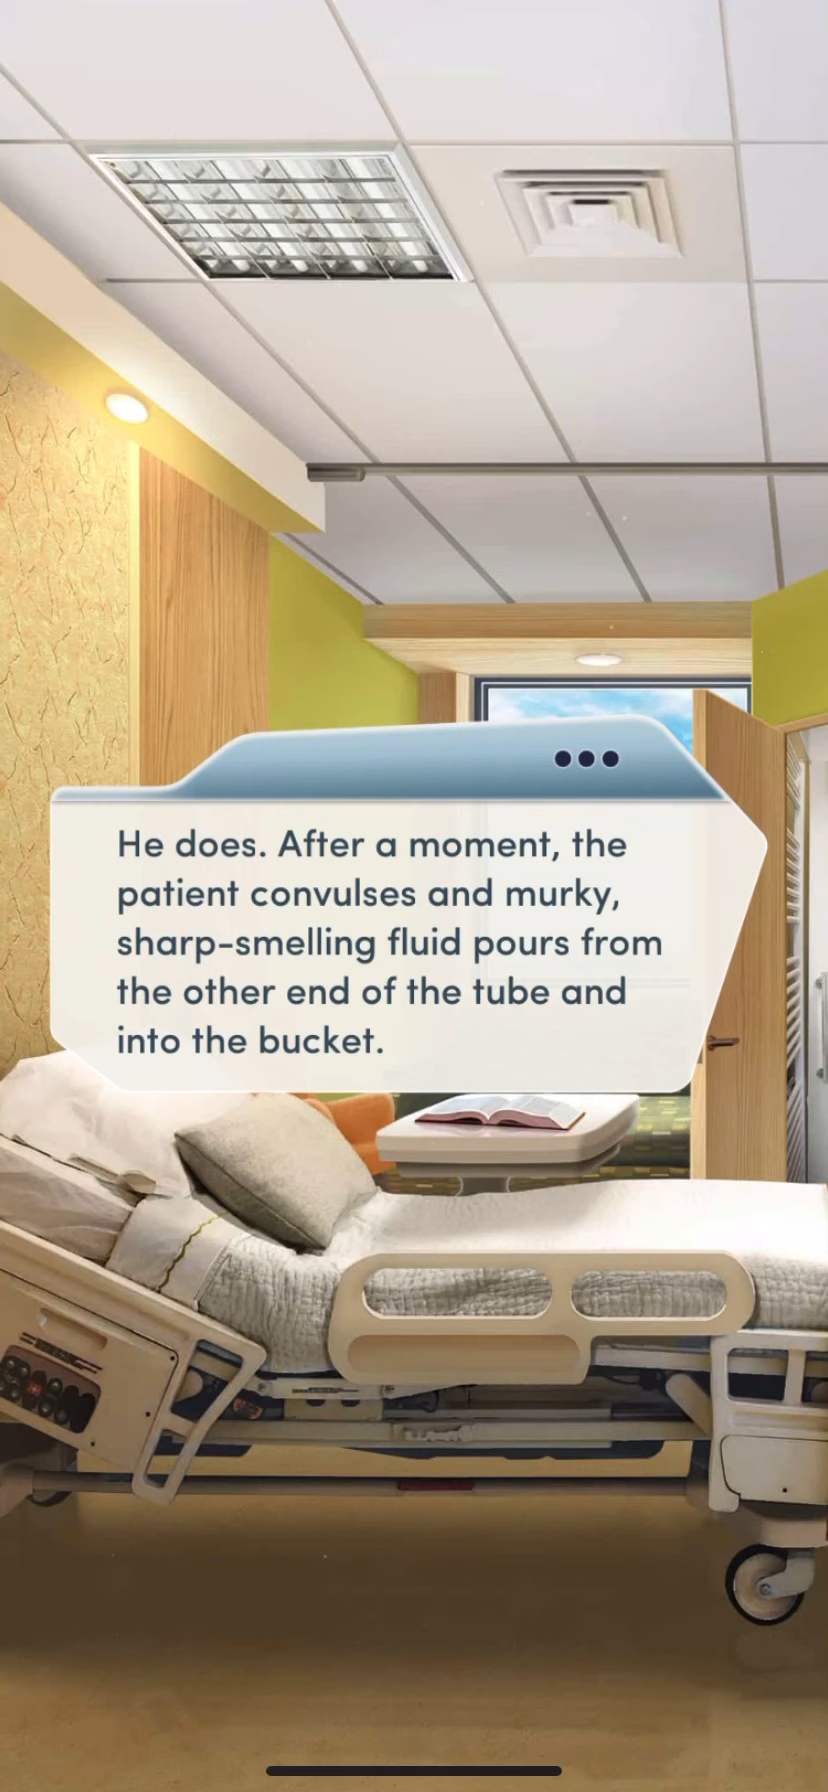 He does. After a moment, the
patient convulses and murky,
sharp-smelling fluid pours from
the other end of the tube and
into the bucket.